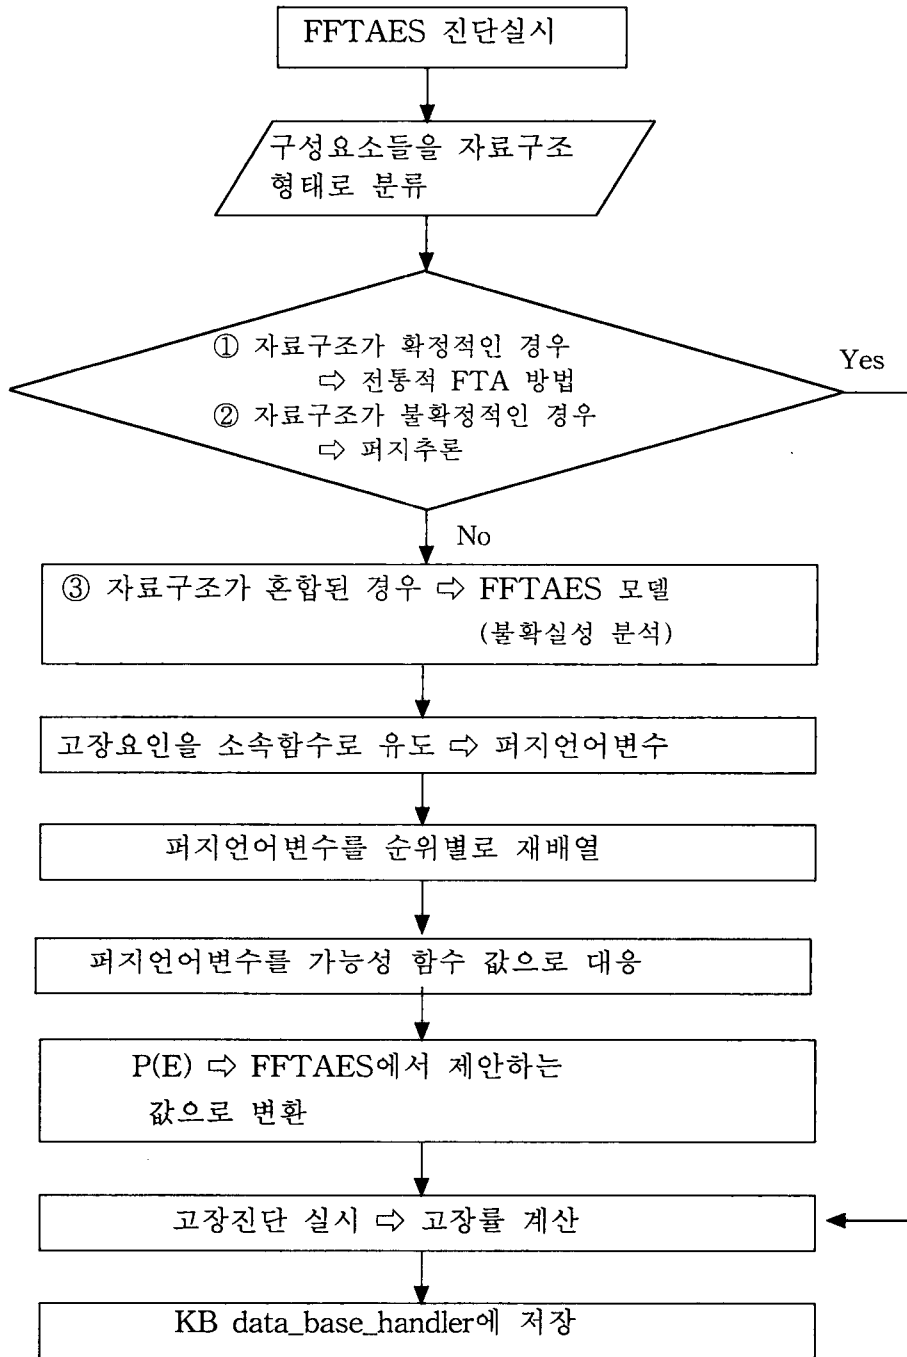 FFTAES 진단실시
구성요소들을 자료구조
형태로 분류
① 자료구조가 확정적인 경우
⇨ 전통적 FTA 방법
② 자료구조가 불확정적인 경우
⇨ 퍼지추론
Yes
No
③ 자료구조가 혼합된 경우 ⇨ FFTAES 모델
(불확실성 분석)
고장요인을 소속함수로 유도 ⇨ 퍼지언어변수
퍼지언어변수를 순위별로 재배열
퍼지언어변수를 가능성 함수 값으로 대응
P(E) ⇨ FFTAES에서 제안하는
값으로 변환
고장진단 실시 ⇨ 고장률 계산
KB data_base_handler에 저장